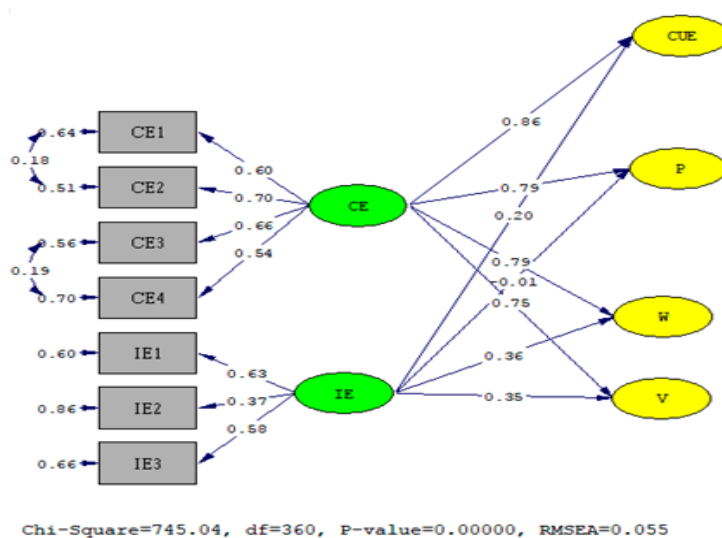 CUE
0.64 CE1
0.18
0.86
0.60
0.51 CE2
P
0.70
0.79
CE
0.66
0.20
0.56 CE3
0.54
0.19
0.79
-0.01
0.70 CE4
0.75
W
0.60 IE1
0.36
0.63
IE
0.37
0.35
V
0.86 IE2
0.58
0.66 IE3
Chi-Square=745.04, df=360, P-value=0.00000, RMSEA=0.055